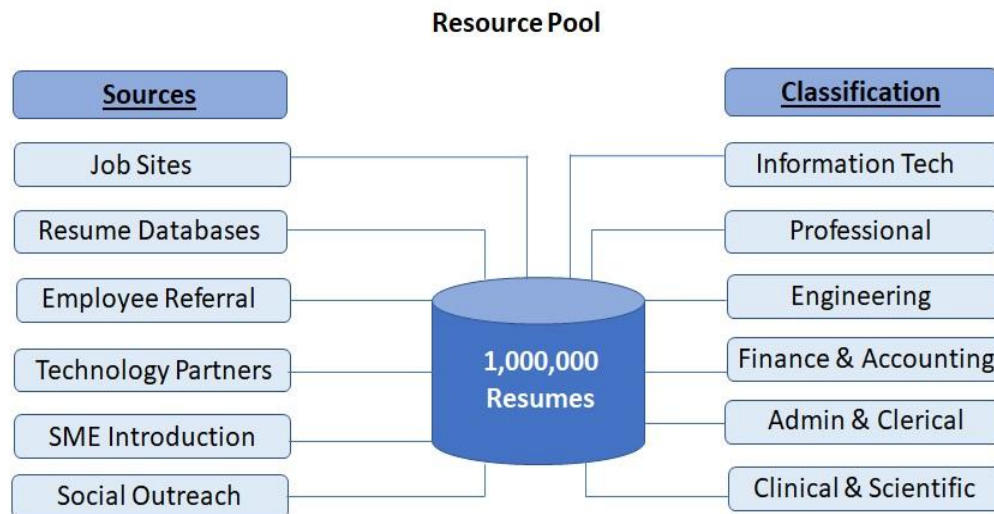 Resource Pool
Sources
Job Sites
Resume Databases
Employee Referral
Technology Partners
SME Introduction
Social Outreach
1,000,000
Resumes
Classification
Information Tech
Professional
Engineering
Finance & Accounting
Admin & Clerical
Clinical & Scientific